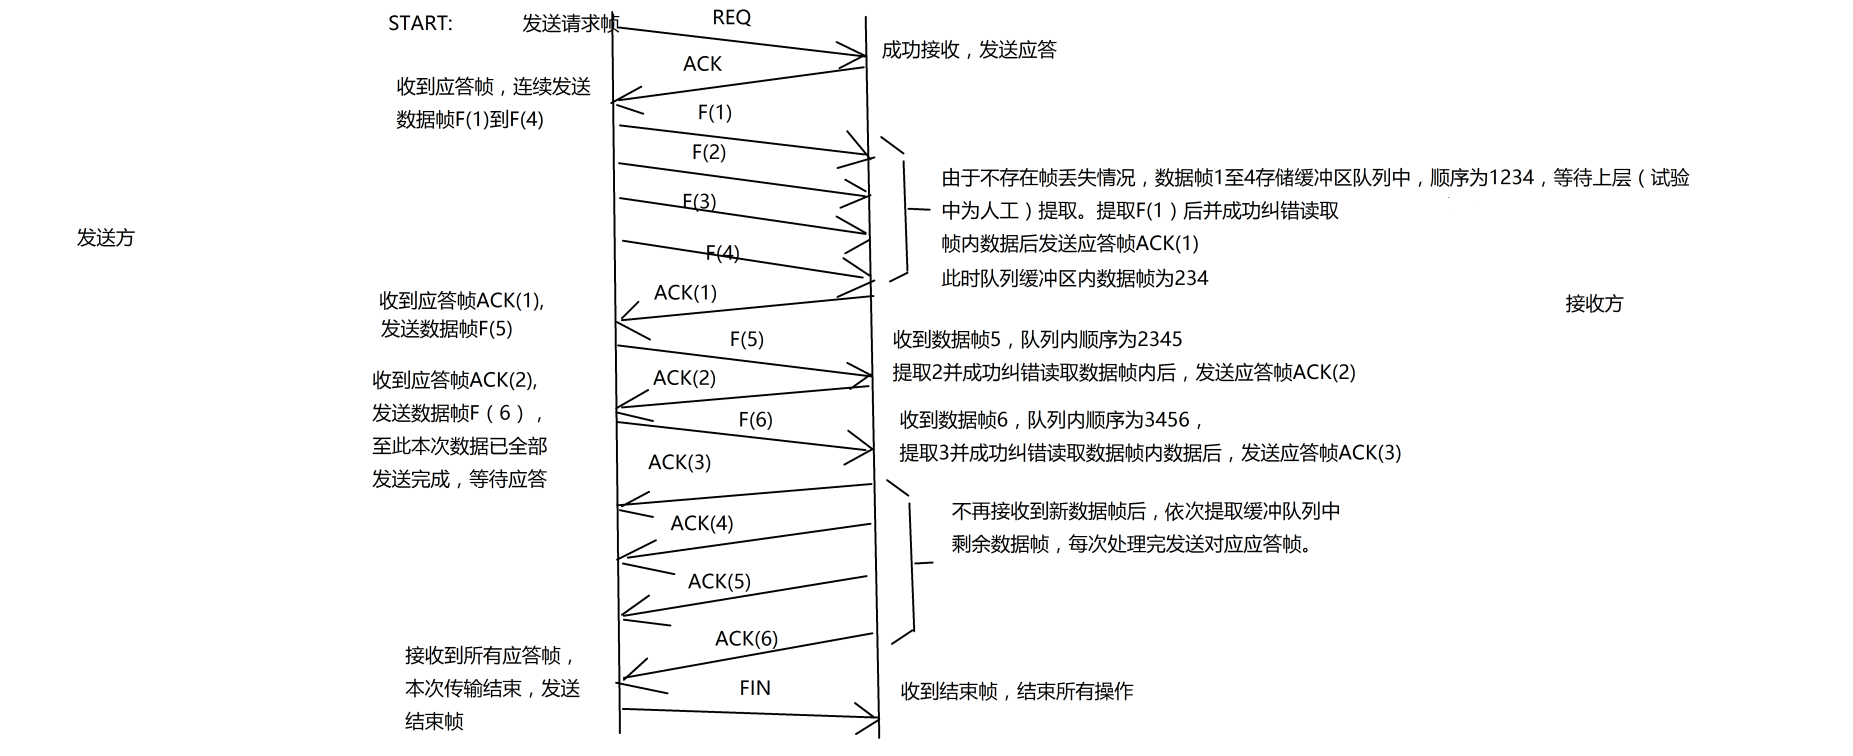 START:
发送请求帧
REQ
成功接收，发送应答
ACK
收到应答帧，连续发送
数据帧F(1)到F(4)
F(1)
F(2)
由于不存在帧丢失情况，数据帧1至4存储缓冲区队列中，顺序为1234，等待上层（试验
中为人工）提取。提取F(1）后并成功纠错读取
帧内数据后发送应答帧ACK(1)
此时队列缓冲区内数据帧为234
F(3)
F(4)
发送方
接收方
ACK(1)
收到应答帧ACK(1),
发送数据帧F(5)
F(5)
收到数据帧5，队列内顺序为2345
提取2并成功纠错读取数据帧内后，发送应答帧ACK(2)
ACK(2)
收到应答帧ACK(2),
发送数据帧F（6），
至此本次数据已全部
发送完成，等待应答
F(6)
收到数据帧6，队列内顺序为3456，
提取3并成功纠错读取数据帧内数据后，发送应答帧ACK(3)
ACK(3)
不再接收到新数据帧后，依次提取缓冲队列中
剩余数据帧，每次处理完发送对应应答帧。
ACK(4)
ACK(5)
ACK(6)
接收到所有应答帧，
本次传输结束，发送
结束帧
FIN
收到结束帧，结束所有操作